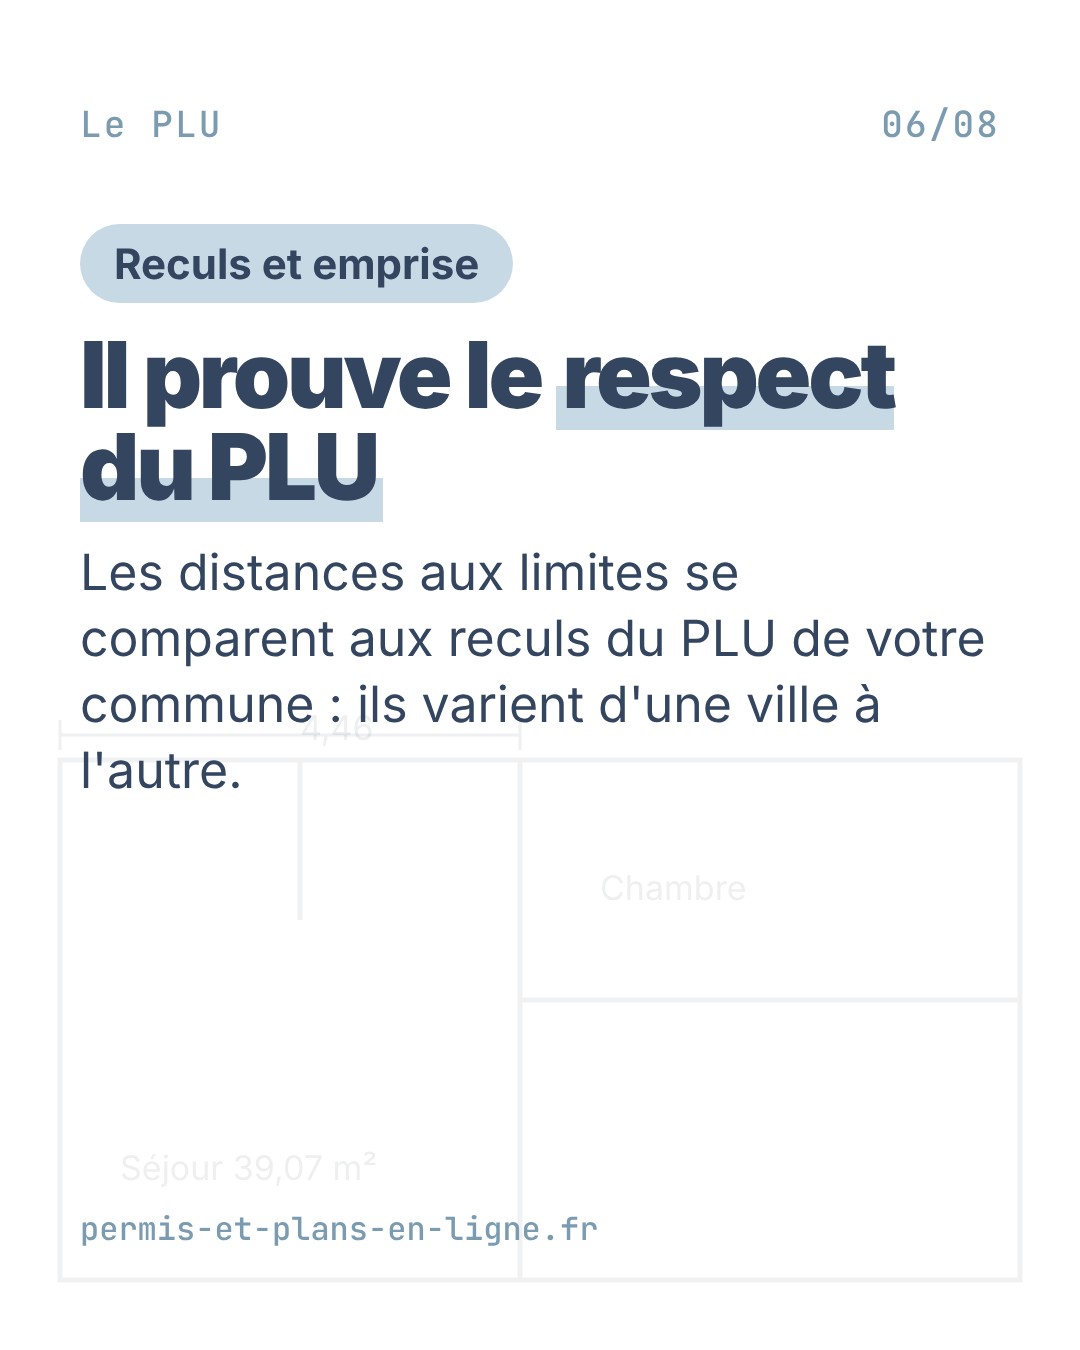 Le PLU
06/08
Reculs et emprise
Il prouve le respect
du PLU
Les distances aux limites se
comparent aux reculs du PLU de votre
commune : ils varient d'une ville à
4,46
l'autre.
Chambre
Séjour 39,07 m²
permis-et-plans-en-ligne.fr